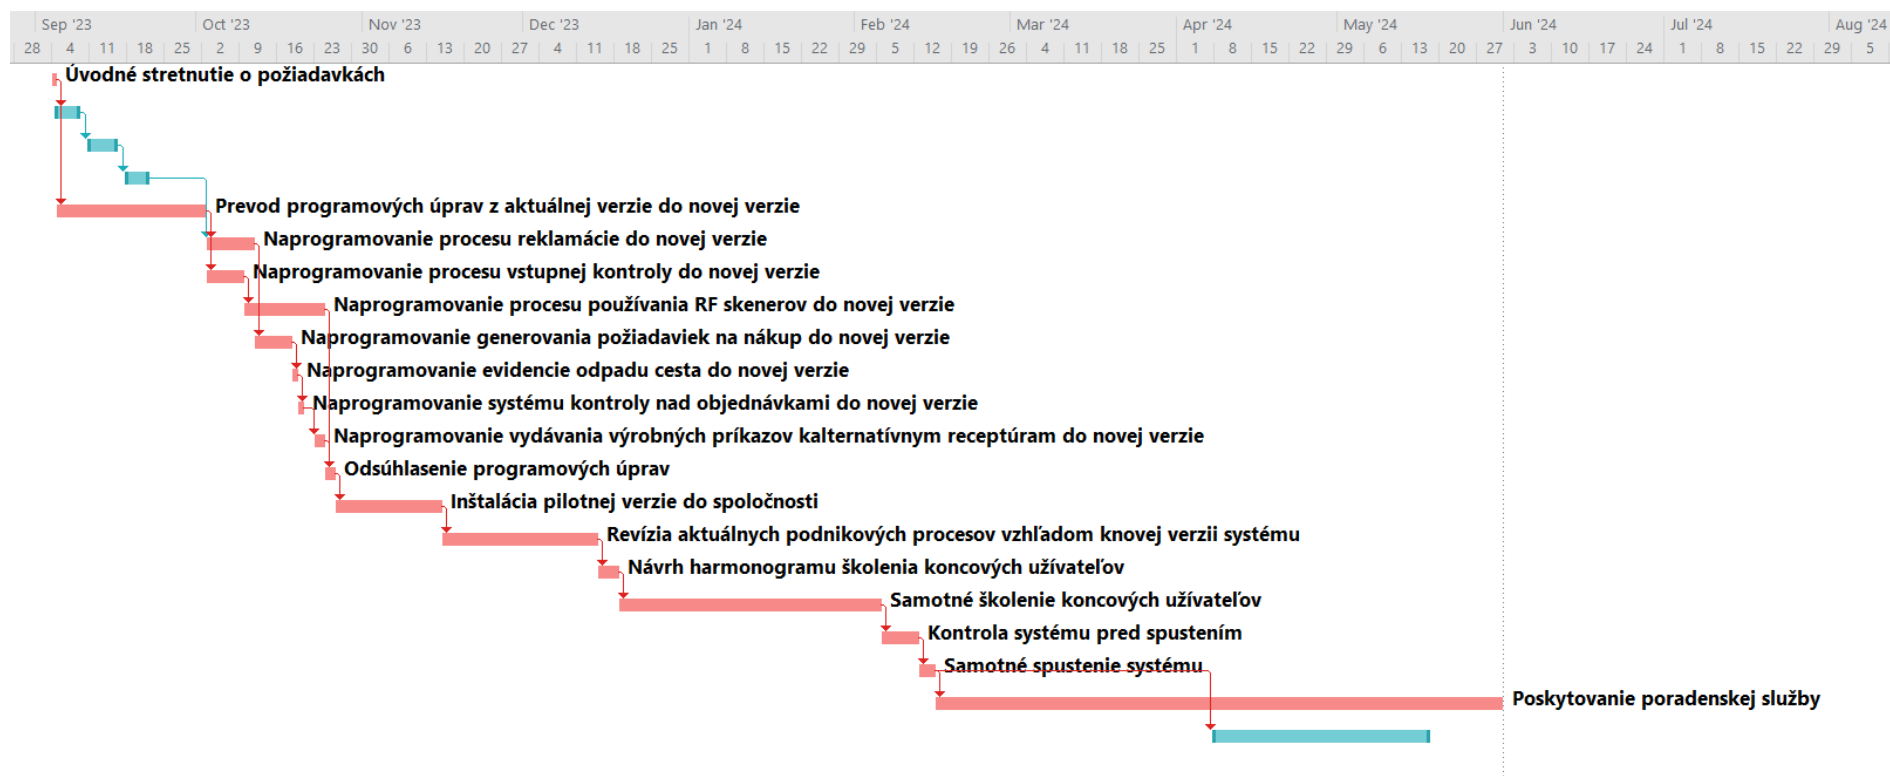 Sep '23 Oct '23 Nov '23 Dec '23 Jan '24 Feb '24 Mar '24 Apr '24 May '24 Jun '24 Jul '24 Aug '24
28 4 11 18 25 2 9 16 23 30 6 13 20 27 4 11 18 25 1 8 15 22 29 5 12 19 26 4 11 18 25 1 8 15 22 29 6 13 20 27 3 10 17 24 1 8 15 22 29 5
Úvodné stretnutie o požiadavkách
Prevod programových úprav z aktuálnej verzie do novej verzie
Naprogramovanie procesu reklamácie do novej verzie
Naprogramovanie procesu vstupnej kontroly do novej verzie
Naprogramovanie procesu používania RF skenerov do novej verzie
Naprogramovanie generovania požiadaviek na nákup do novej verzie
Naprogramovanie evidencie odpadu cesta do novej verzie
Naprogramovanie systému kontroly nad objednávkami do novej verzie
Naprogramovanie vydávania výrobných príkazov kalternatívnym receptúram do novej verzie
Odsúhlasenie programových úprav
Inštalácia pilotnej verzie do spoločnosti
Revízia aktuálnych podnikových procesov vzhľadom knovej verzii systému
Návrh harmonogramu školenia koncových užívateľov
Samotné školenie koncových užívateľov
Kontrola systému pred spustením
Samotné spustenie systému
Poskytovanie poradenskej služby